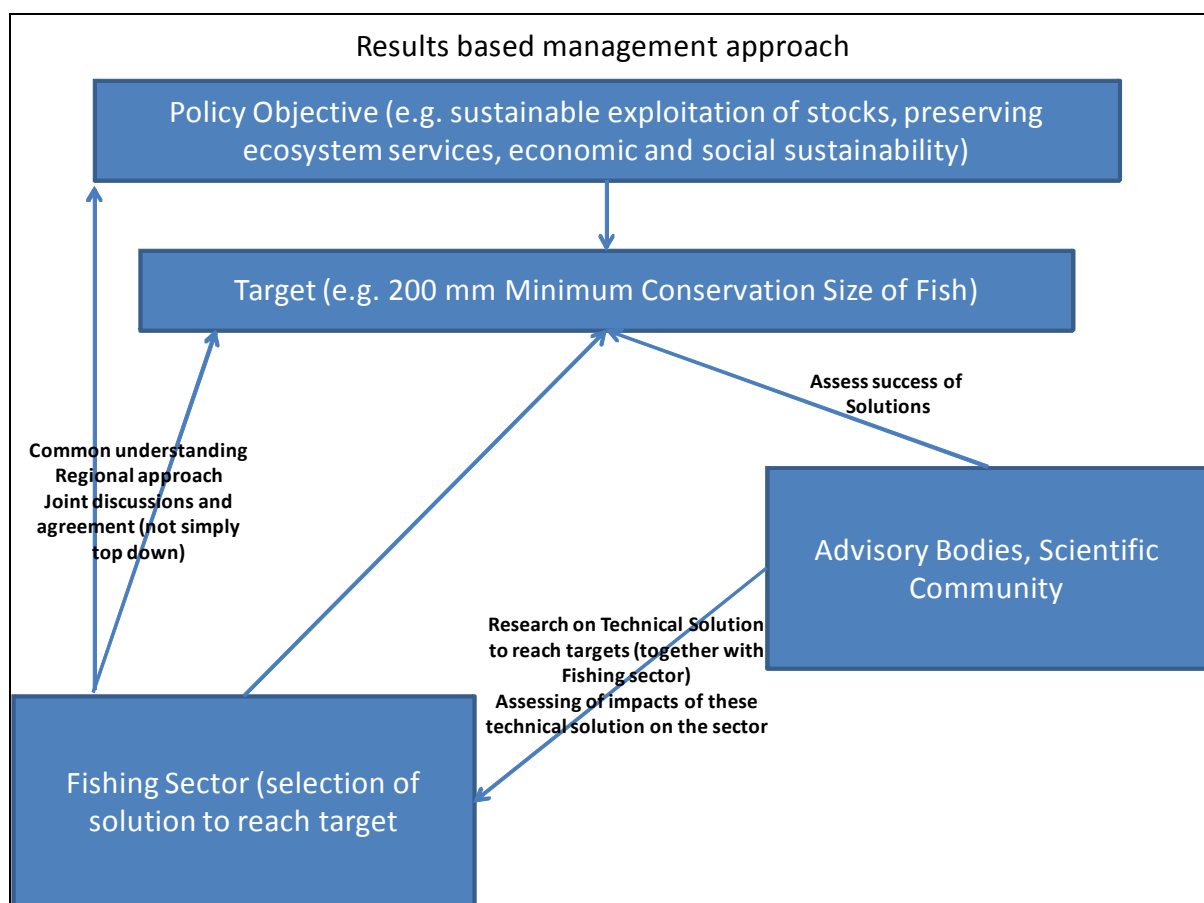 Results based management approach
Policy Objective (e.g. sustainable exploitation of stocks, preserving
ecosystem services, economic and social sustainability)
Target (e.g. 200 mm Minimum Conservation Size of Fish)
Assess success of
Solutions
Common understanding
Regional approach
Joint discussions and
agreement (not simply
top down)
Advisory Bodies, Scientific
Community
Research on Technical Solution
to reach targets (together with
Fishing sector)
Assessing of impacts of these
technical solution on the sector
Fishing Sector (selection of
solution to reach target